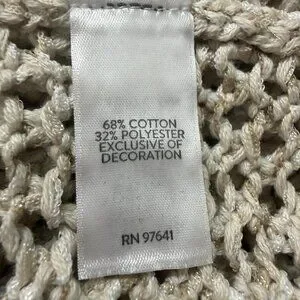 68% COTTON
32% POLYESTER
EXCLUSIVE OF
DECORATION
RN 97641